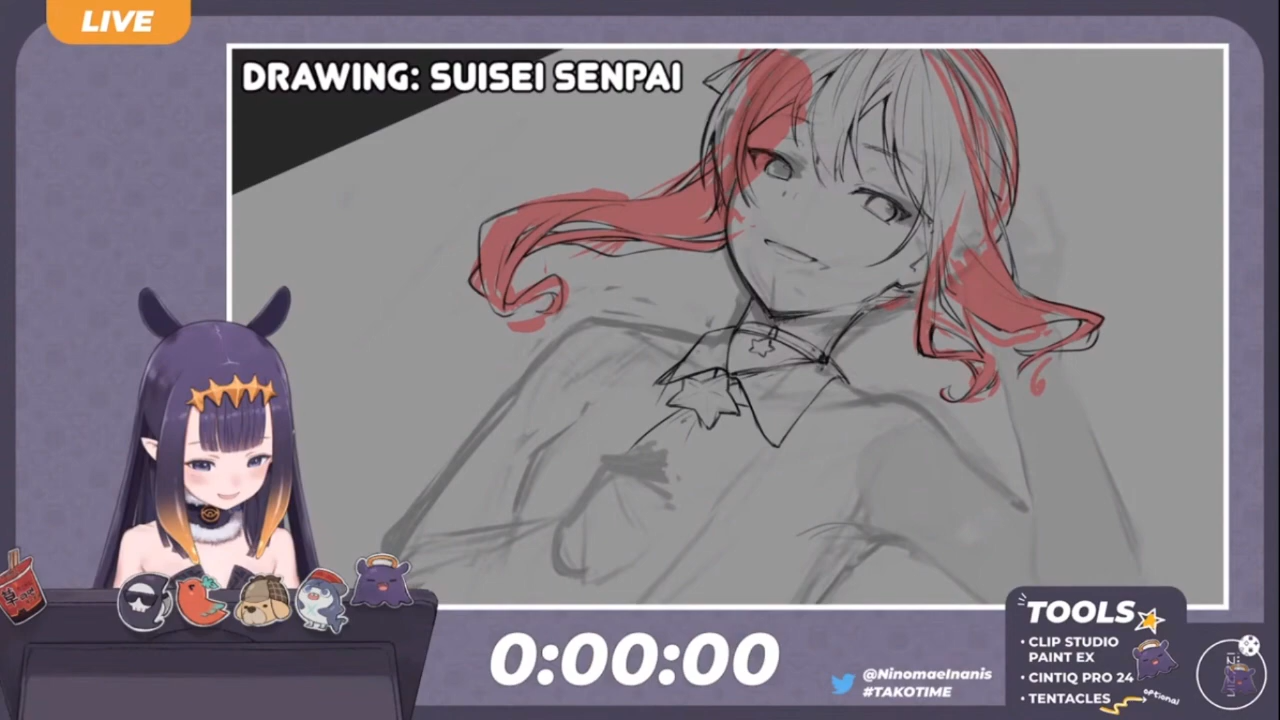 LIVE
DRAWING: SUISEI SENPAI
0:00:00
@NinomaeInanis
#TAKOTIME
TOOLS
• CLIP STUDIO
PAINT EX
• CINTIQ PRO 24
• TENTACLES
optional